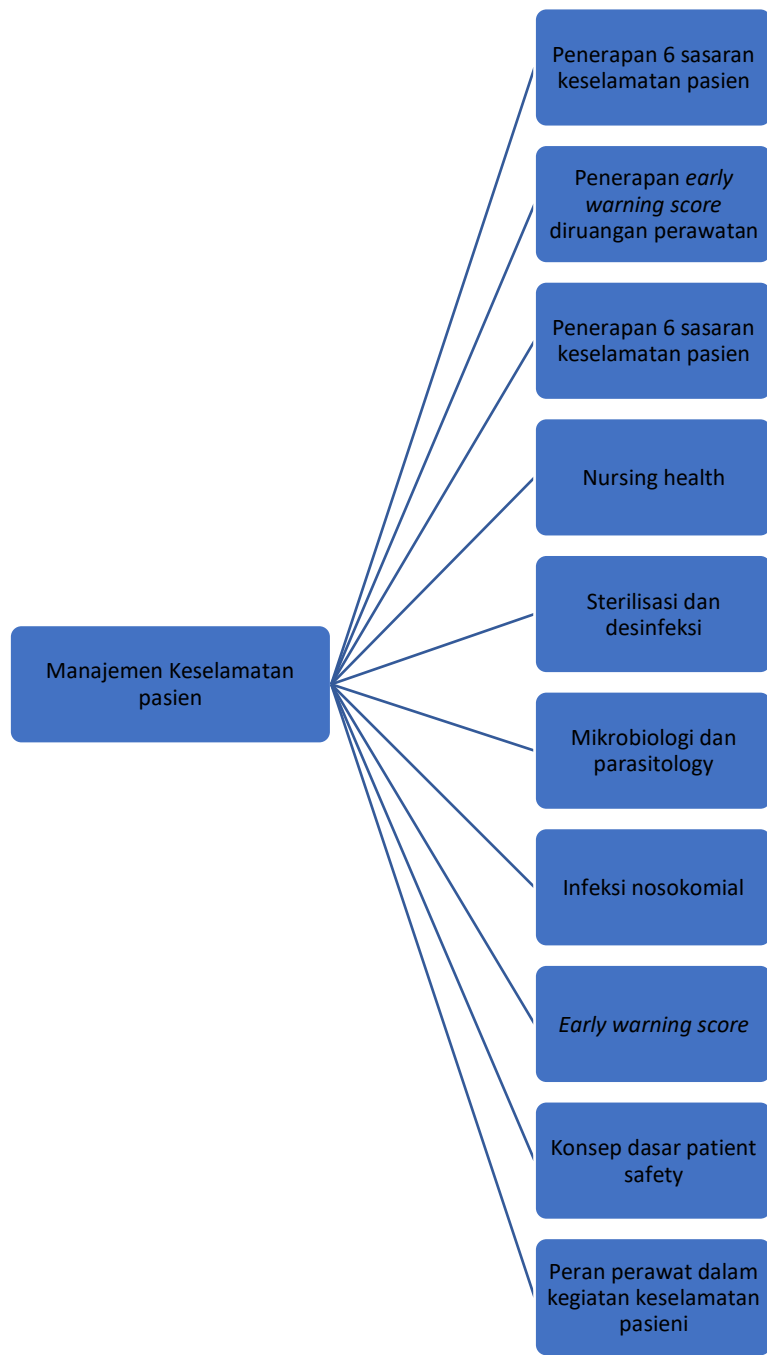 Penerapan 6 sasaran
keselamatan pasien
Penerapan early
warning score
diruangan perawatan
Penerapan 6 sasaran
keselamatan pasien
Nursing health
Sterilisasi dan
desinfeksi
Manajemen Keselamatan
pasien
Mikrobiologi dan
parasitology
Infeksi nosokomial
Early warning score
Konsep dasar patient
safety
Peran perawat dalam
kegiatan keselamatan
pasieni